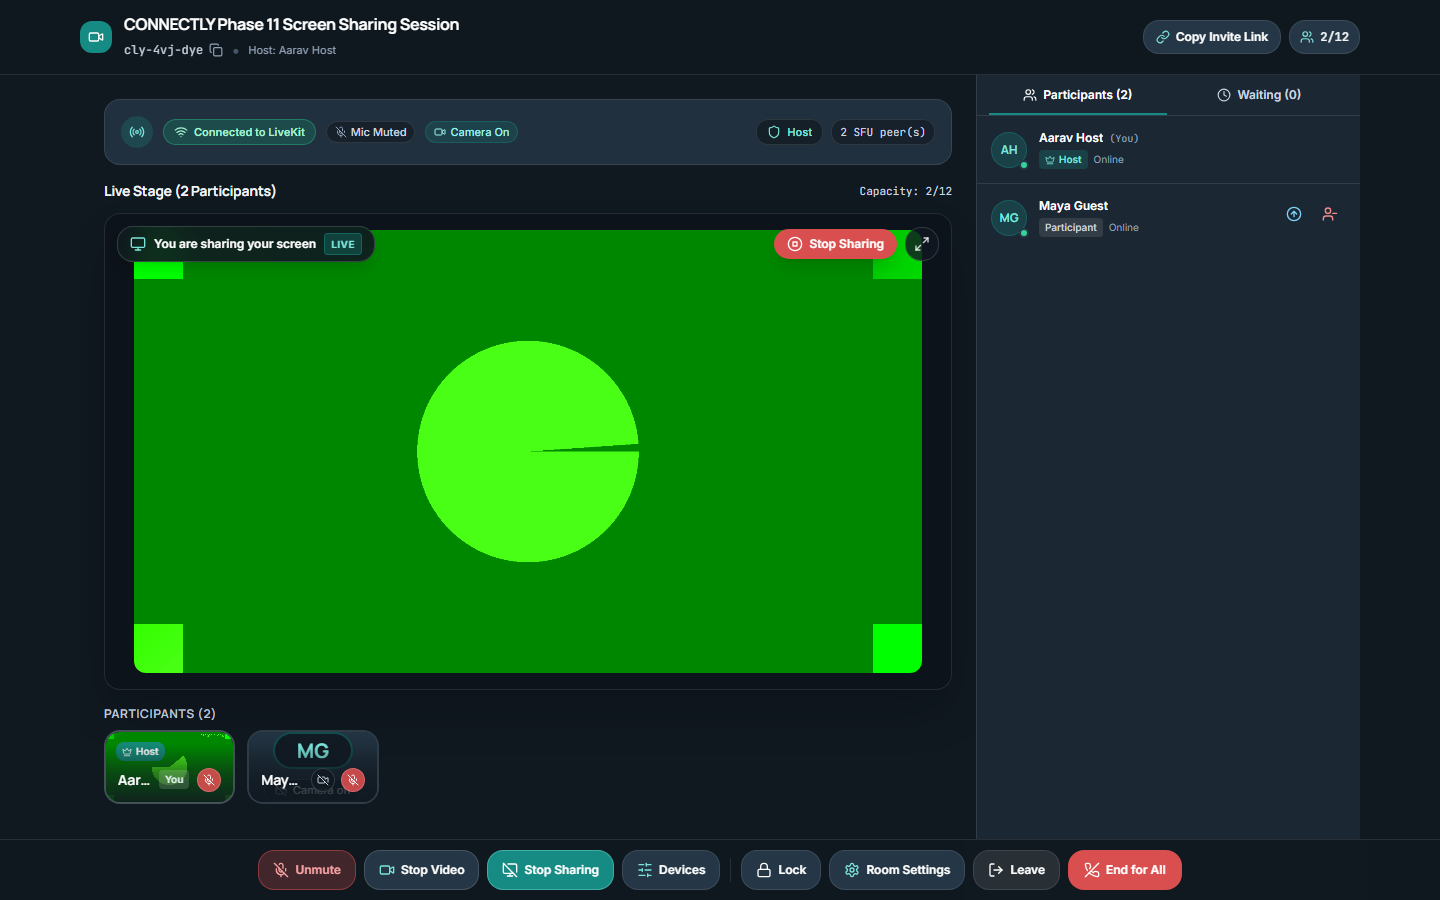 CONNECTLY Phase 11 Screen Sharing Session
cly-4vj-dye • Host: Aarav Host
Copy Invite Link
2/12
Connected to LiveKit
Mic Muted
Camera On
Host
2 SFU peer(s)
Live Stage (2 Participants)
Capacity: 2/12
You are sharing your screen LIVE
Stop Sharing
Participants (2)
Waiting (0)
AH
Aarav Host (You)
Host Online
MG
Maya Guest
Participant Online
PARTICIPANTS (2)
Host
Aar... You
MG
May...
Camera off
Unmute
Stop Video
Stop Sharing
Devices
Lock
Room Settings
Leave
End for All